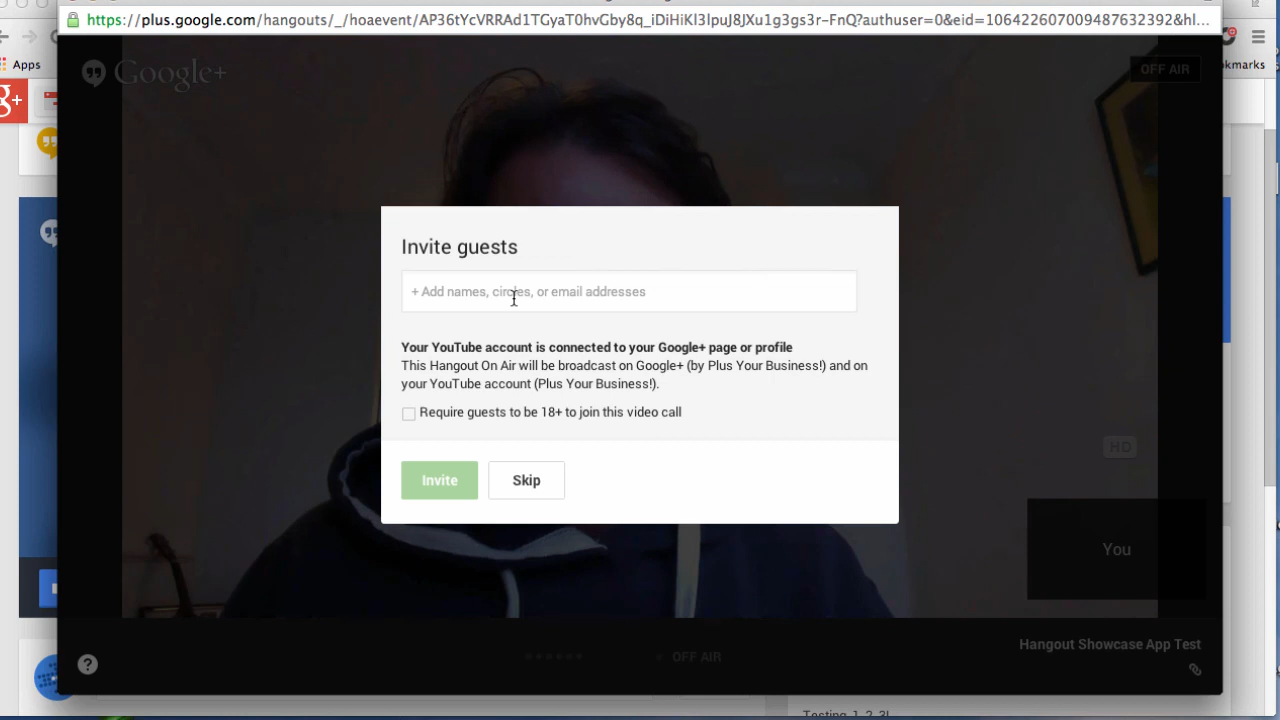 https://plus.google.com/hangouts/_/hoaevent/AP36tYcVRRAd1TGyaT0hvGby8q_iDiHiKl3lpuJ8JXu1g3gs3r-FnQ?authuser=0&eid=106422607009487632392&hl...
Apps
kmarks
g+
Google+
OFF AIR
Invite guests
+ Add names, circles, or email addresses
Your YouTube account is connected to your Google+ page or profile
This Hangout On Air will be broadcast on Google+ (by Plus Your Business!) and on
your YouTube account (Plus Your Business!).
Require guests to be 18+ to join this video call
HD
Invite
Skip
You
Hangout Showcase App Test
OFF AIR
?
Testing, 1, 2, 3!